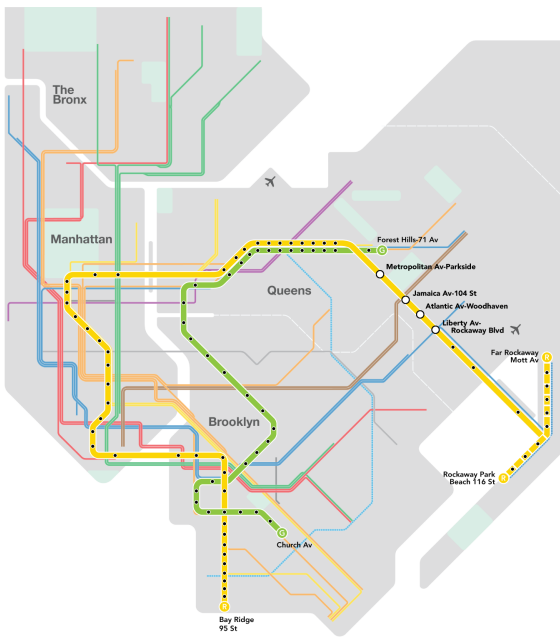 The
Bronx
Manhattan
Forest Hills-71 Av
G
Metropolitan Av-Parkside
Queens
Jamaica Av-104 St
Atlantic Av-Woodhaven
Liberty Av-
Rockaway Blvd
Far Rockaway
Mott Av
R
Brooklyn
Rockaway Park
Beach 116 St
R
G
Church Av
R
Bay Ridge
95 St